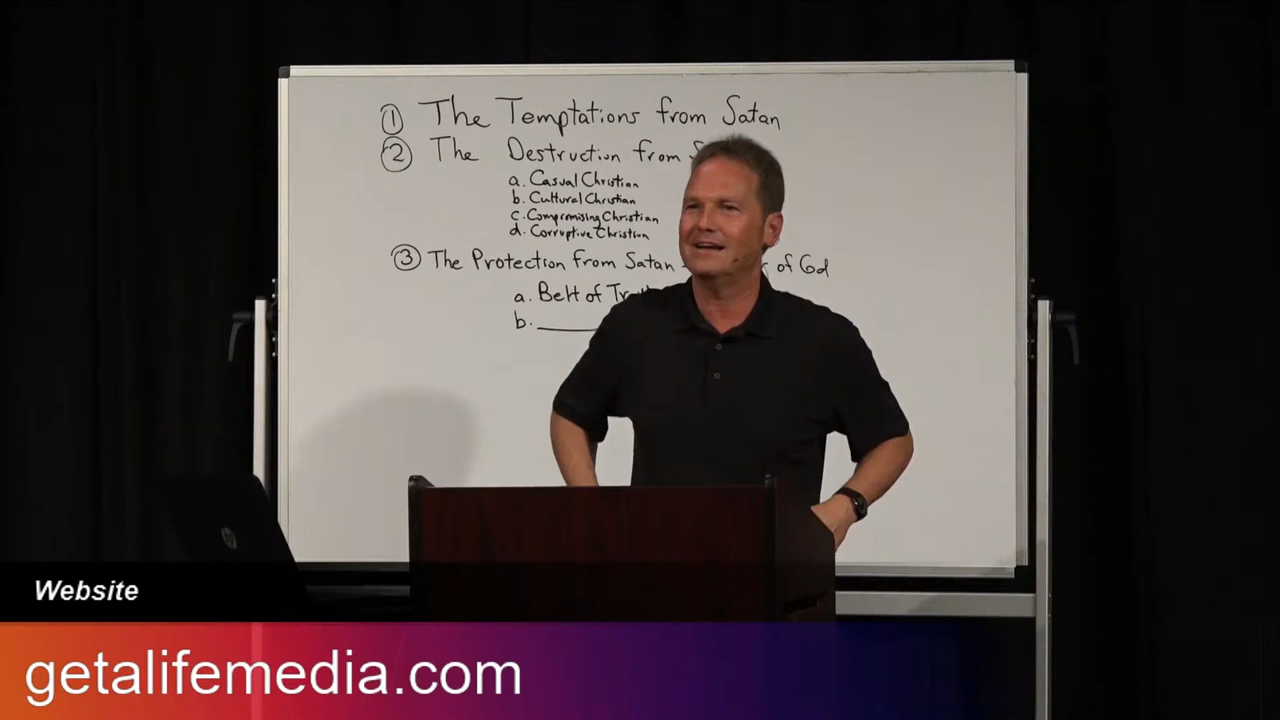 ① The Temptations from Satan
② The Destruction from
a. Casual Christian
b. Cultural Christian
c. Compromising Christian
d. Corruptive Christian
③ The Protection from Satan of God
a. Belt of
b. ______
Website
getalifemedia.com